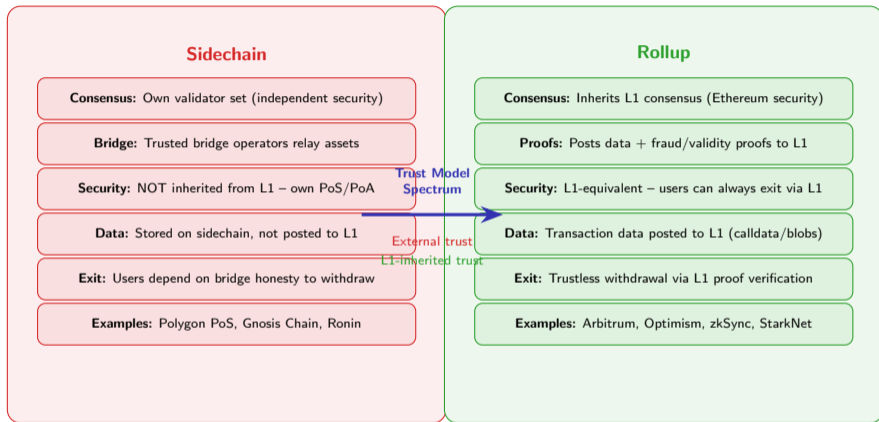 Sidechain
Consensus: Own validator set (independent security)
Bridge: Trusted bridge operators relay assets
Security: NOT inherited from L1 – own PoS/PoA
Data: Stored on sidechain, not posted to L1
Exit: Users depend on bridge honesty to withdraw
Examples: Polygon PoS, Gnosis Chain, Ronin
Trust Model
Spectrum
External trust
L1-inherited trust
Rollup
Consensus: Inherits L1 consensus (Ethereum security)
Proofs: Posts data + fraud/validity proofs to L1
Security: L1-equivalent – users can always exit via L1
Data: Transaction data posted to L1 (calldata/blobs)
Exit: Trustless withdrawal via L1 proof verification
Examples: Arbitrum, Optimism, zkSync, StarkNet